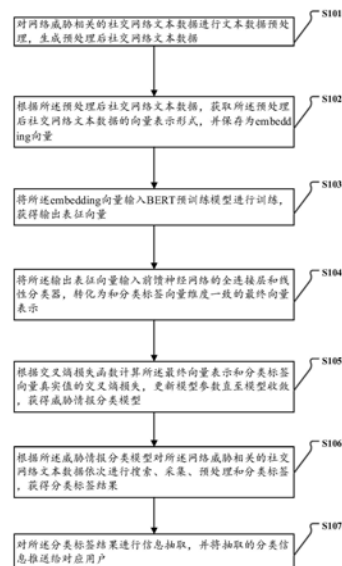 S101
对网络威胁相关的社交网络文本数据进行文本数据预处
理，生成预处理后社交网络文本数据
S102
根据所述预处理后社交网络文本数据，获取所述预处理
后社交网络文本数据的向量表示形式，并保存为embedd
ing向量
S103
将所述embedding向量输入BERT预训练模型进行训练，
获得输出表征向量
S104
将所述输出表征向量输入前馈神经网络的全连接层和线
性分类器，转化为和分类标签向量维度一致的最终向量
表示
S105
根据交叉熵损失函数计算所述最终向量表示和分类标签
向量真实值的交叉熵损失，更新模型参数直至模型收敛
，获得威胁情报分类模型
S106
根据所述威胁情报分类模型对所述网络威胁相关的社交
网络文本数据依次进行搜索、采集、预处理和分类标签
，获得分类标签结果
S107
对所述分类标签结果进行信息抽取，并将抽取的分类信
息推送给对应用户